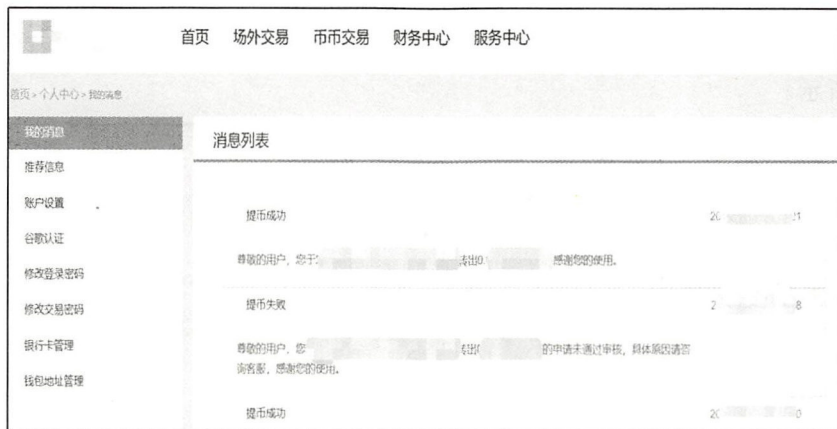 首页 场外交易 币币交易 财务中心 服务中心
首页 > 个人中心 > 我的消息
我的消息
消息列表
推荐信息
账户设置
谷歌认证
修改登录密码
修改交易密码
银行卡管理
钱包地址管理
提币成功
尊敬的用户，您于 转出0. 感谢您的使用。
提币失败
尊敬的用户，您 转出 的申请未通过审核，具体原因请咨
询客服，感谢您的使用。
提币成功